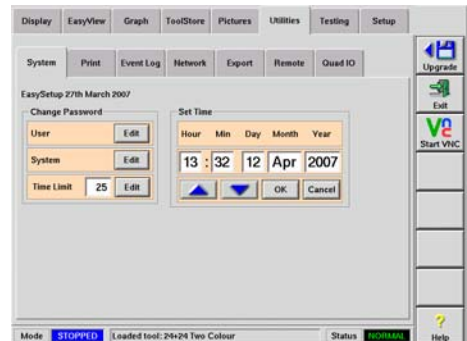 Display EasyView Graph ToolStore Pictures Utilities Testing Setup
System Print Event Log Network Export Remote Quad IO
EasySetup 27th March 2007
Change Password
User Edit
System Edit
Time Limit 25 Edit
Set Time
Hour Min Day Month Year
13 : 32 12 Apr 2007
OK Cancel
Upgrade
Exit
VNC
Start VNC
?
Help
Mode STOPPED Loaded tool: 24+24 Two Colour Status NORMAL